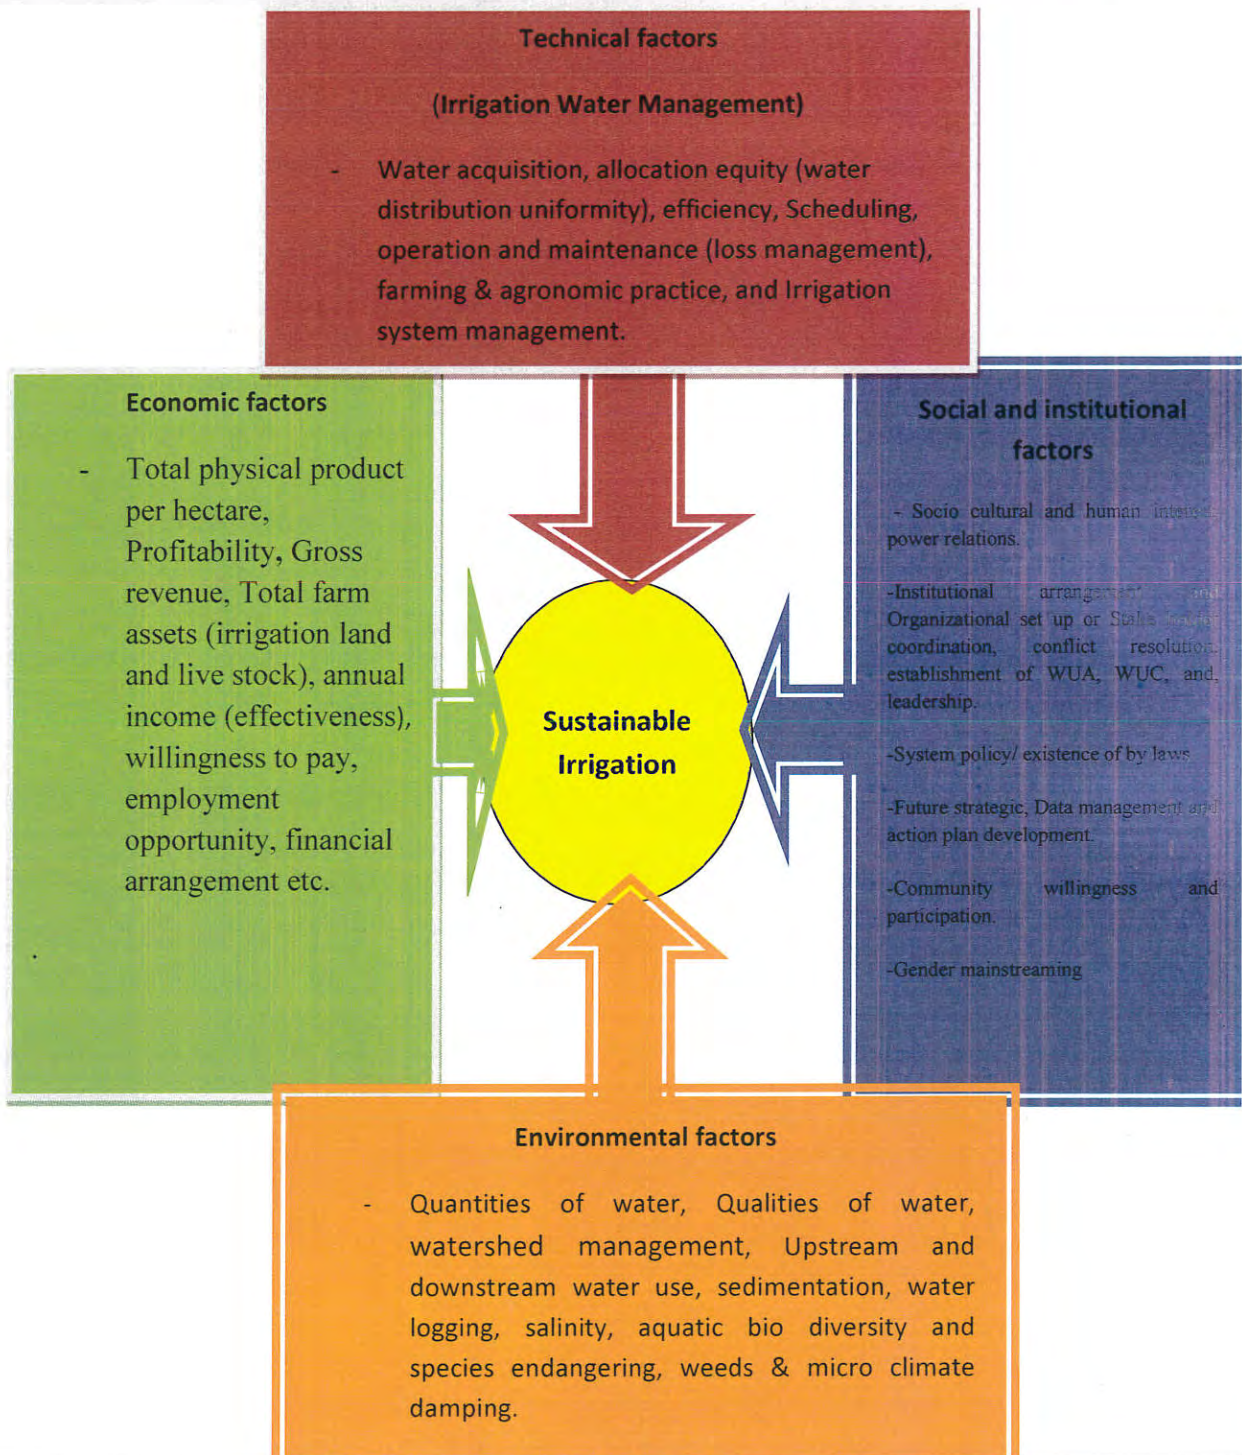 Technical factors
(Irrigation Water Management)
- Water acquisition, allocation equity (water
distribution uniformity), efficiency, Scheduling,
operation and maintenance (loss management),
farming & agronomic practice, and Irrigation
system management.
Economic factors
- Total physical product
per hectare,
Profitability, Gross
revenue, Total farm
assets (irrigation land
and live stock), annual
income (effectiveness),
willingness to pay,
employment
opportunity, financial
arrangement etc.
.
Sustainable
Irrigation
Social and institutional
factors
- Socio cultural and human
power relations.
-Institutional arrangement and
Organizational set up or Stake
coordination, conflict resolution,
establishment of WUA, WUC, and,
leadership.
-System policy/ existence of by laws
-Future strategic, Data management and
action plan development.
-Community willingness and
participation.
-Gender mainstreaming
Environmental factors
- Quantities of water, Qualities of water,
watershed management, Upstream and
downstream water use, sedimentation, water
logging, salinity, aquatic bio diversity and
species endangering, weeds & micro climate
damping.